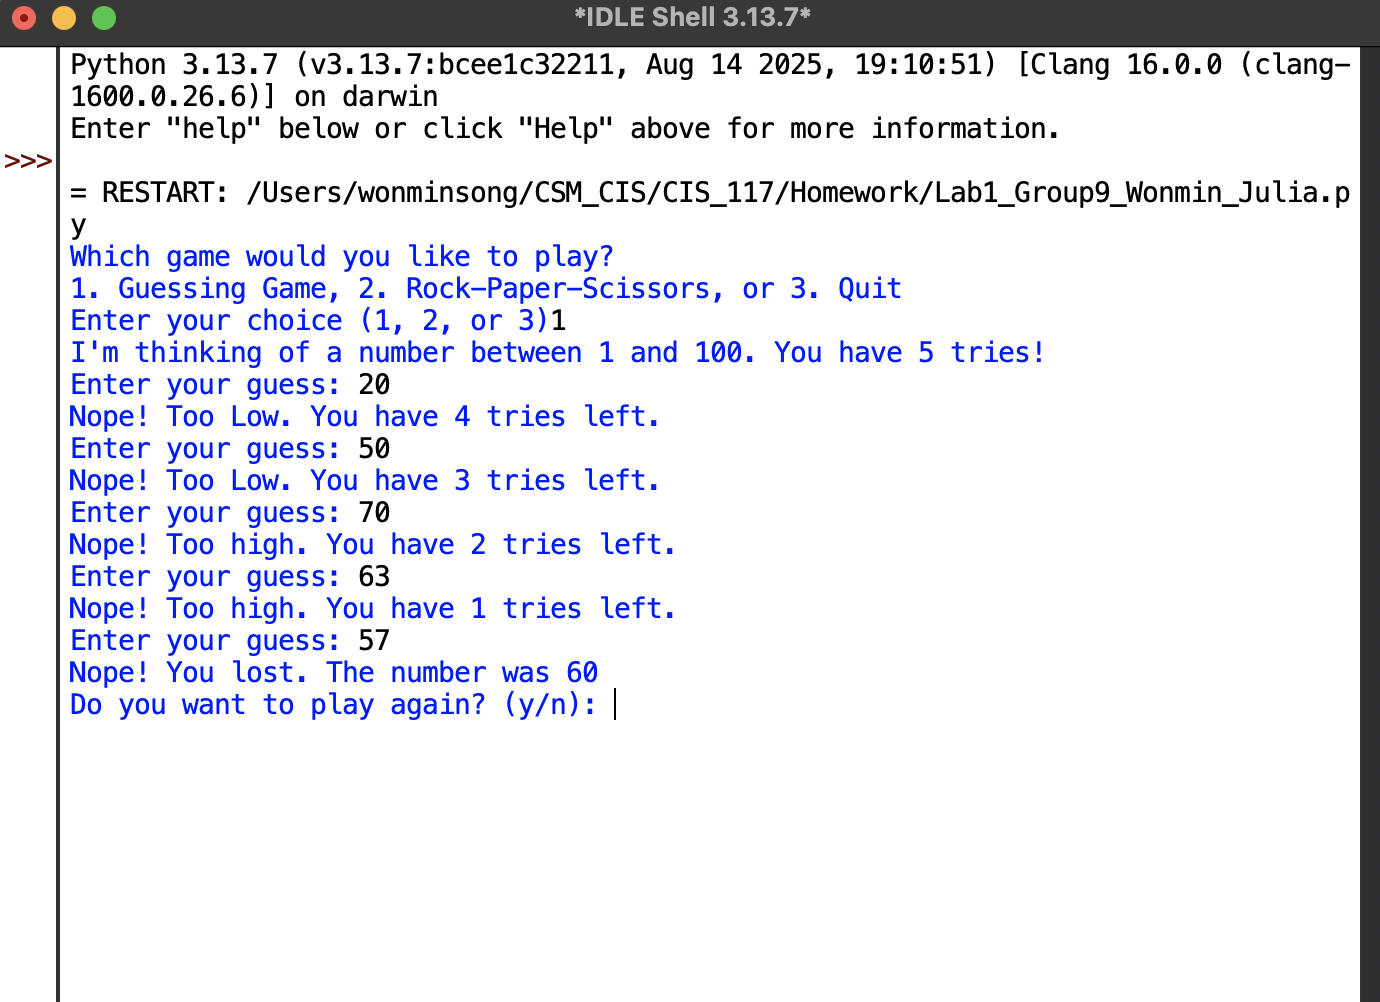 *IDLE Shell 3.13.7*
Python 3.13.7 (v3.13.7:bcee1c32211, Aug 14 2025, 19:10:51) [Clang 16.0.0 (clang-
1600.0.26.6)] on darwin
Enter "help" below or click "Help" above for more information.
>>>
= RESTART: /Users/wonminsong/CSM_CIS/CIS_117/Homework/Lab1_Group9_Wonmin_Julia.p
y
Which game would you like to play?
1. Guessing Game, 2. Rock-Paper-Scissors, or 3. Quit
Enter your choice (1, 2, or 3)1
I'm thinking of a number between 1 and 100. You have 5 tries!
Enter your guess: 20
Nope! Too Low. You have 4 tries left.
Enter your guess: 50
Nope! Too Low. You have 3 tries left.
Enter your guess: 70
Nope! Too high. You have 2 tries left.
Enter your guess: 63
Nope! Too high. You have 1 tries left.
Enter your guess: 57
Nope! You lost. The number was 60
Do you want to play again? (y/n):